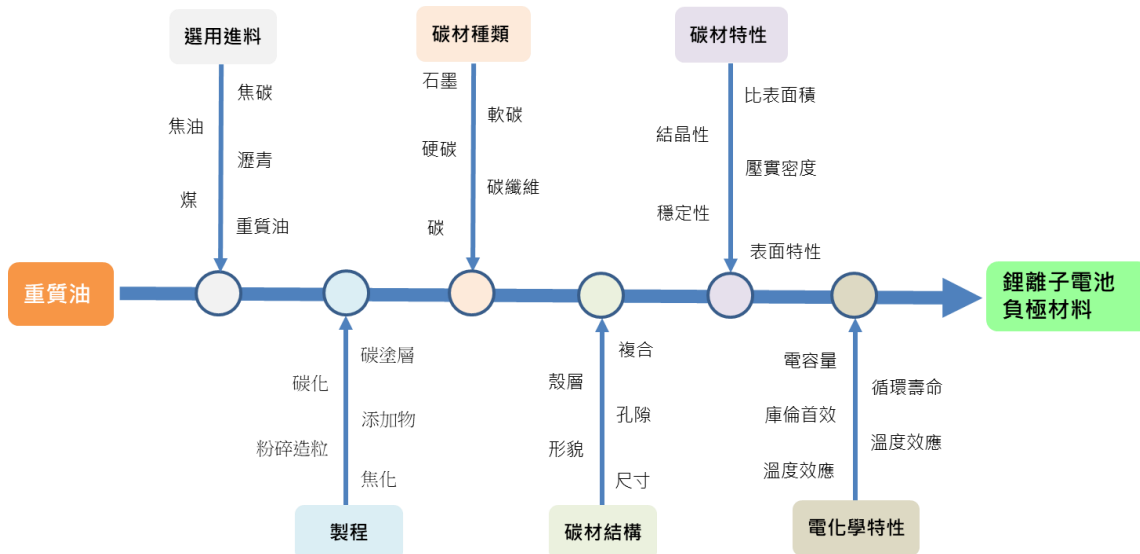 選用進料
碳材種類
碳材特性
焦碳
焦油
瀝青
煤
重質油
石墨
軟碳
硬碳
碳纖維
碳
比表面積
結晶性
壓實密度
穩定性
表面特性
重質油
鋰離子電池
負極材料
碳塗層
碳化
添加物
粉碎造粒
焦化
複合
殼層
孔隙
形貌
尺寸
電容量
循環壽命
庫倫首效
溫度效應
溫度效應
製程
碳材結構
電化學特性